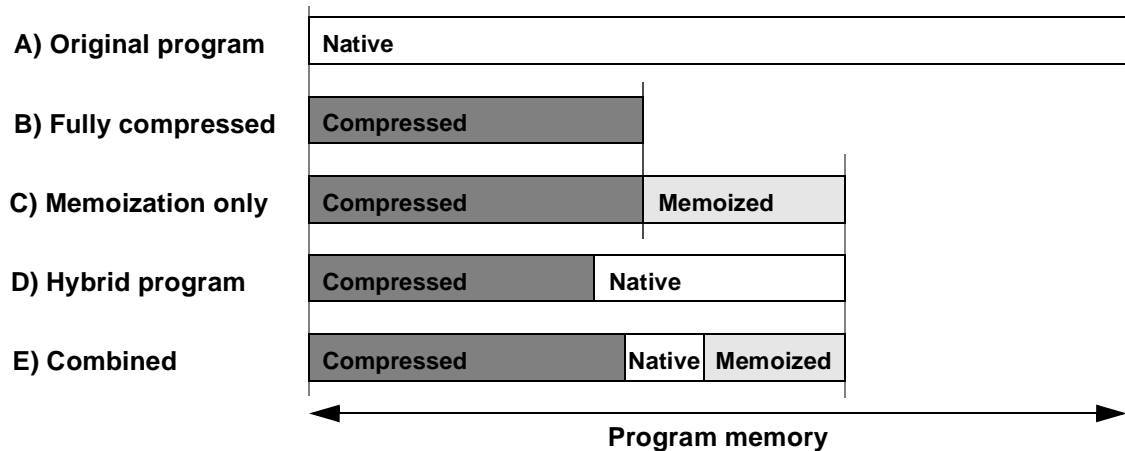 A) Original program
Native
B) Fully compressed
Compressed
C) Memoization only
Compressed
Memoized
D) Hybrid program
Compressed
Native
E) Combined
Compressed
Native
Memoized
Program memory